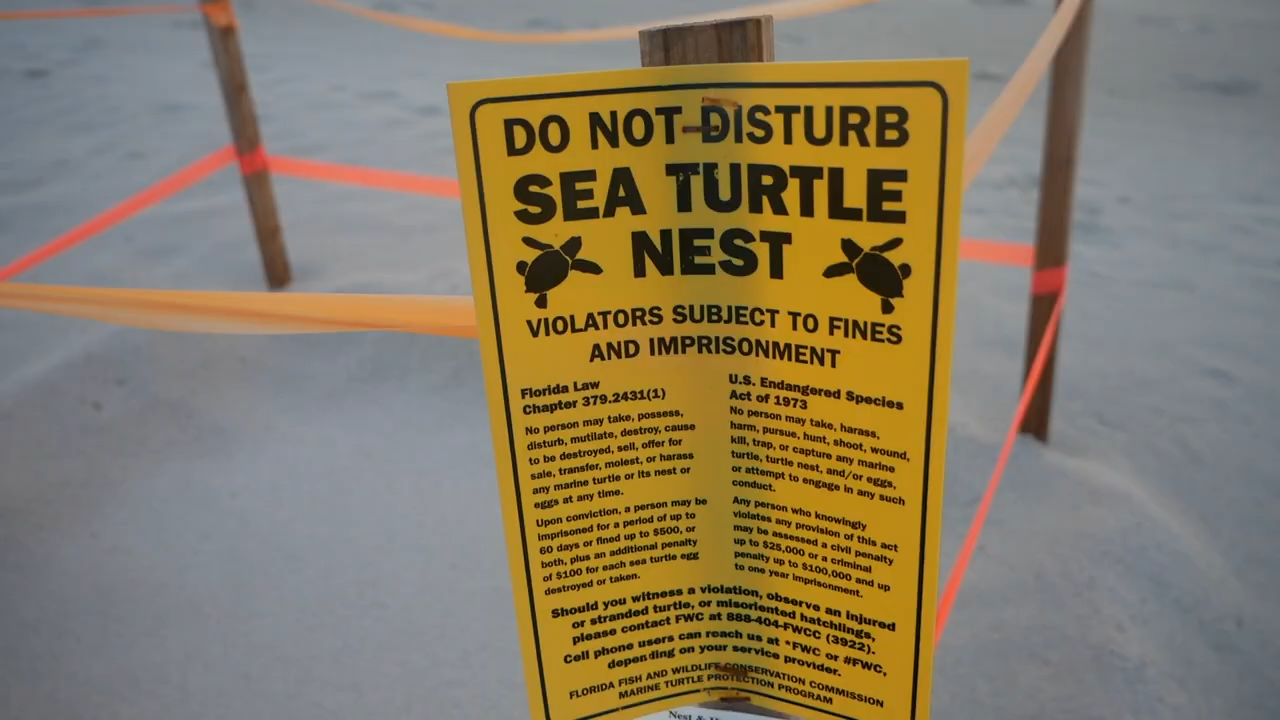 DO NOT DISTURB
SEA TURTLE
NEST
VIOLATORS SUBJECT TO FINES
AND IMPRISONMENT
Florida Law
Chapter 379.2431(1)
No person may take, possess,
disturb, mutilate, destroy, cause
to be destroyed, sell, offer for
sale, transfer, molest, or harass
any marine turtle or its nest or
eggs at any time.
Upon conviction, a person may be
imprisoned for a period of up to
60 days or fined up to $500, or
both, plus an additional penalty
of $100 for each sea turtle egg
destroyed or taken.
U.S. Endangered Species
Act of 1973
No person may take, harass,
harm, pursue, hunt, shoot, wound,
kill, trap, or capture any marine
turtle, turtle nest, and/or eggs,
or attempt to engage in any such
conduct.
Any person who knowingly
violates any provision of this act
may be assessed a civil penalty
up to $25,000 or a criminal
penalty up to $100,000 and up
to one year imprisonment.
Should you witness a violation, observe an injured
or stranded turtle, or misoriented hatchlings,
please contact FWC at 888-404-FWCC (3922).
Cell phone users can reach us at *FWC or #FWC,
depending on your service provider.
FLORIDA FISH AND WILDLIFE CONSERVATION COMMISSION
MARINE TURTLE PROTECTION PROGRAM
Nest &